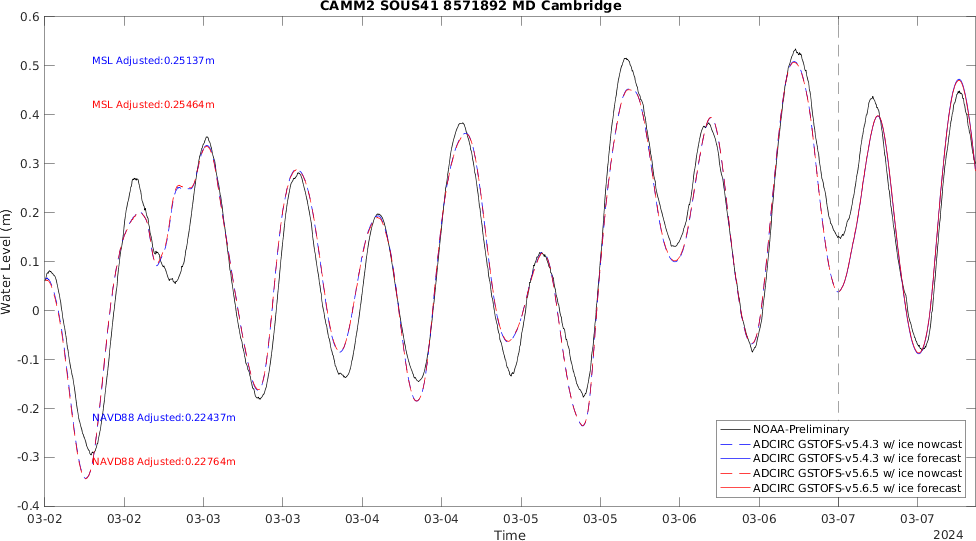 CAMM2 SOUS41 8571892 MD Cambridge
0.6
0.5
0.4
0.3
0.2
0.1
0
-0.1
-0.2
-0.3
-0.4
Water Level (m)
MSL Adjusted:0.25137m
MSL Adjusted:0.25464m
NAVD88 Adjusted:0.22437m
NAVD88 Adjusted:0.22764m
NOAA-Preliminary
ADCIRC GSTOFS-v5.4.3 w/ ice nowcast
ADCIRC GSTOFS-v5.4.3 w/ ice forecast
ADCIRC GSTOFS-v5.6.5 w/ ice nowcast
ADCIRC GSTOFS-v5.6.5 w/ ice forecast
03-02 03-02 03-03 03-03 03-04 03-04 03-05 03-05 03-06 03-06 03-07 03-07
Time
2024